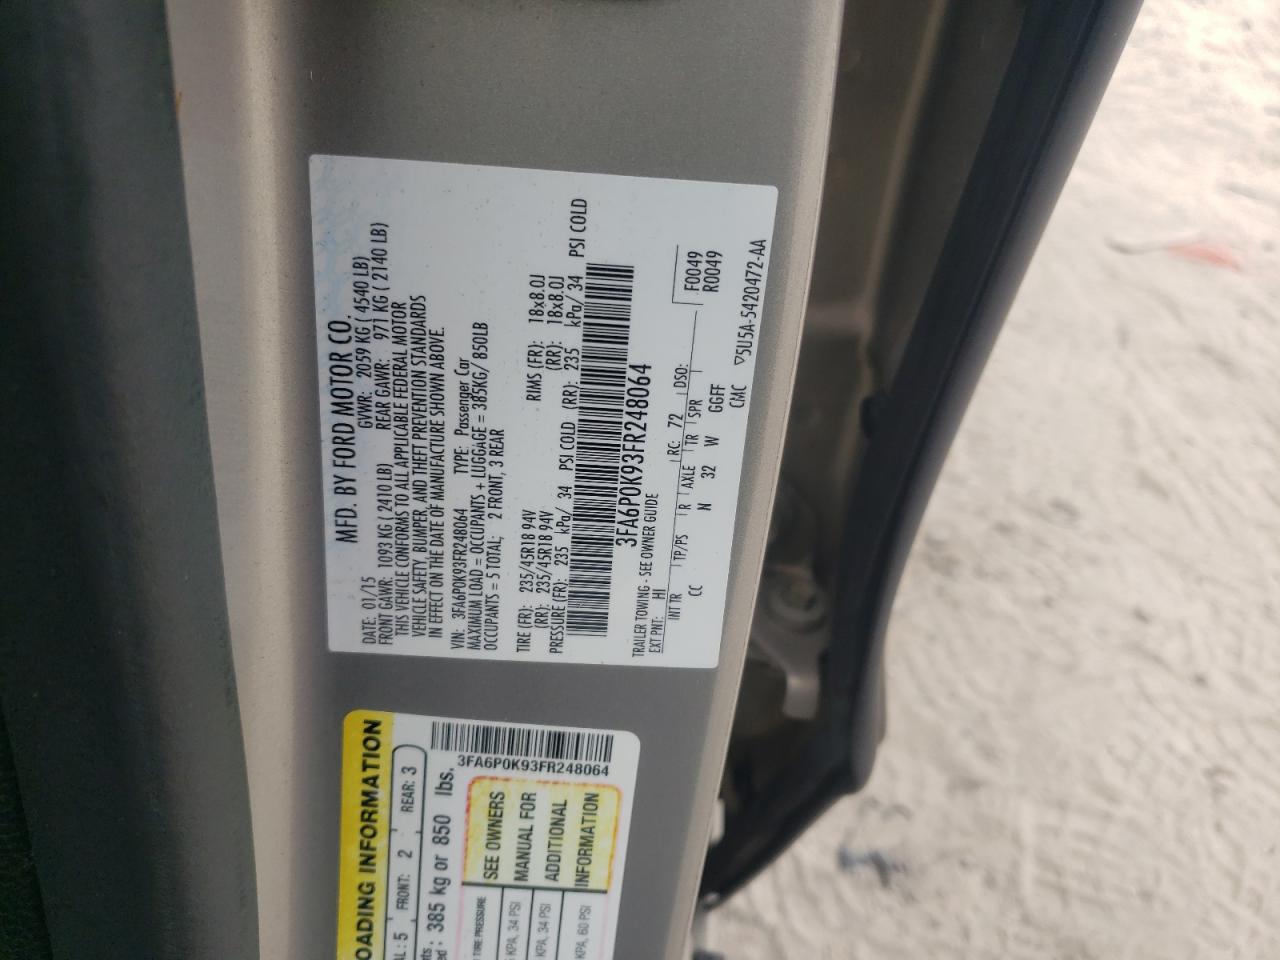 MFD. BY FORD MOTOR CO.
DATE: 01/15 GVWR: 2059 KG ( 4540 LB)
FRONT GAWR: 1093 KG ( 2410 LB) REAR GAWR: 971 KG ( 2140 LB)
THIS VEHICLE CONFORMS TO ALL APPLICABLE FEDERAL MOTOR
VEHICLE SAFETY, BUMPER, AND THEFT PREVENTION STANDARDS
IN EFFECT ON THE DATE OF MANUFACTURE SHOWN ABOVE.
VIN: 3FA6P0K93FR248064 TYPE: Passenger Car
MAXIMUM LOAD = OCCUPANTS + LUGGAGE = 385KG/ 850LB
OCCUPANTS = 5 TOTAL; 2 FRONT, 3 REAR
TIRE (FR): 235/45R18 94V RIMS (FR): 18x8.0J
(RR): 235/45R18 94V (RR): 18x8.0J
PRESSURE (FR): 235 kPa/ 34 PSI COLD (RR): 235 kPa/ 34 PSI COLD
3FA6P0K93FR248064
TRAILER TOWING - SEE OWNER GUIDE
EXT PNT: HI RC: 72 DSO: F0049
R0049
INT TR TP/PS R AXLE TR SPR
CC N 32 W GGFF
CMC ▽5U5A-5420472-AA
OADING INFORMATION
AL: 5 FRONT: 2 REAR: 3
ed : 385 kg or 850 lbs.
3FA6P0K93FR248064
TIRE PRESSURE
KPA, 34 PSI
KPA, 34 PSI
KPA, 60 PSI
SEE OWNERS
MANUAL FOR
ADDITIONAL
INFORMATION